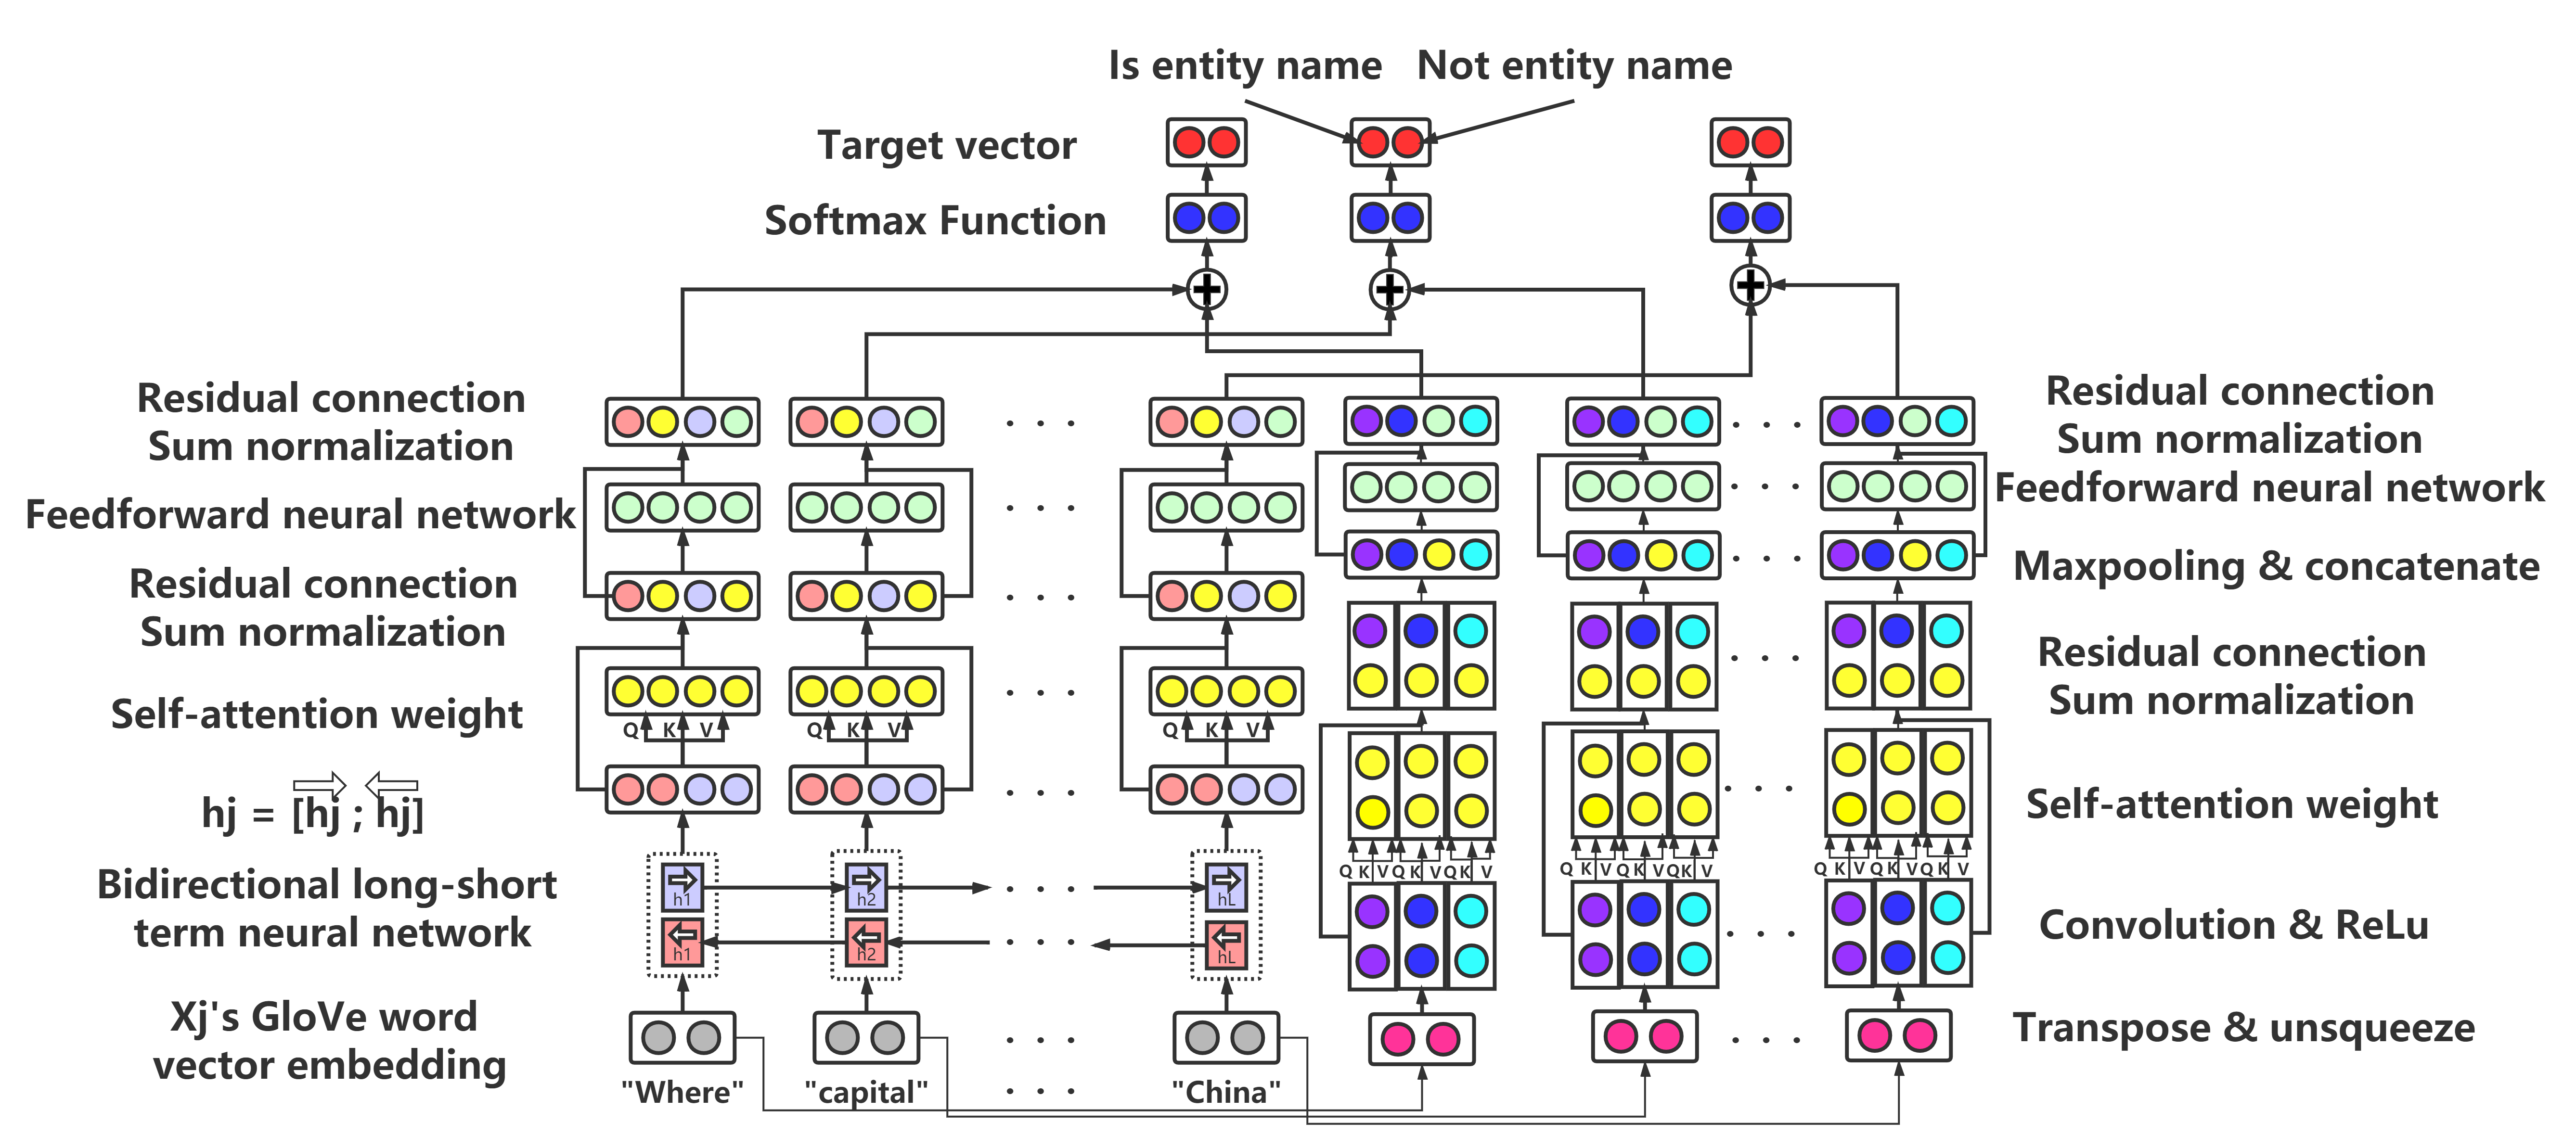 Is entity name Not entity name
Target vector
Softmax Function
Residual connection
Sum normalization
Feedforward neural network
Residual connection
Sum normalization
Self-attention weight
Q K V Q K V Q K V
hj = [hj ; hj]
Bidirectional long-short
term neural network
h1 h2 hL
h1 h2 hL
Xj's GloVe word
vector embedding
"Where" "capital" "China"
Residual connection
Sum normalization
Feedforward neural network
Maxpooling & concatenate
Residual connection
Sum normalization
Self-attention weight
Q K V Q K V Q K V Q K V Q K V Q K V Q K V Q K V Q K V
Convolution & ReLu
Transpose & unsqueeze